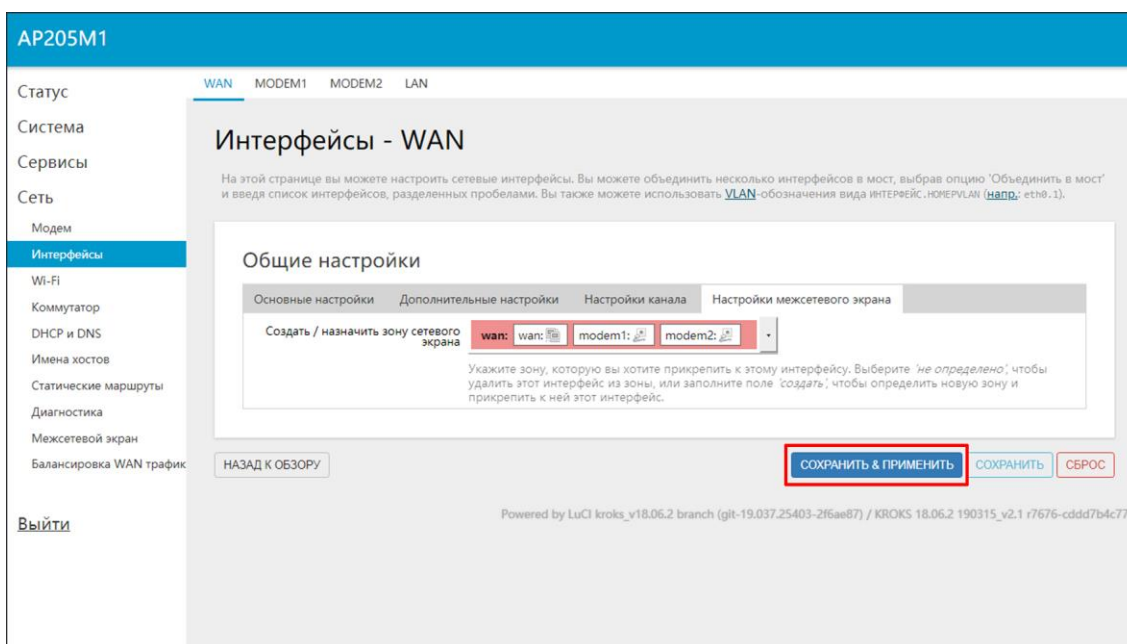 AP205M1
Статус
Система
Сервисы
Сеть
Модем
Интерфейсы
Wi-Fi
Коммутатор
DHCP и DNS
Имена хостов
Статические маршруты
Диагностика
Межсетевой экран
Балансировка WAN трафик
Выйти
WAN MODEM1 MODEM2 LAN
Интерфейсы - WAN
На этой странице вы можете настроить сетевые интерфейсы. Вы можете объединить несколько интерфейсов в мост, выбрав опцию 'Объединить в мост'
и введя список интерфейсов, разделенных пробелами. Вы также можете использовать VLAN-обозначения вида ИНТЕРФЕЙС.НОМЕРVLAN (напр.: eth0.1).
Общие настройки
Основные настройки Дополнительные настройки Настройки канала Настройки межсетевого экрана
Создать / назначить зону сетевого
экрана
wan: wan: modem1: modem2:
Укажите зону, которую вы хотите прикрепить к этому интерфейсу. Выберите 'не определено', чтобы
удалить этот интерфейс из зоны, или заполните поле 'создать', чтобы определить новую зону и
прикрепить к ней этот интерфейс.
НАЗАД К ОБЗОРУ СОХРАНИТЬ & ПРИМЕНИТЬ СОХРАНИТЬ СБРОС
Powered by LuCI kroks_v18.06.2 branch (git-19.037.25403-2f6ae87) / KROKS 18.06.2 190315_v2.1 r7676-cddd7b4c77